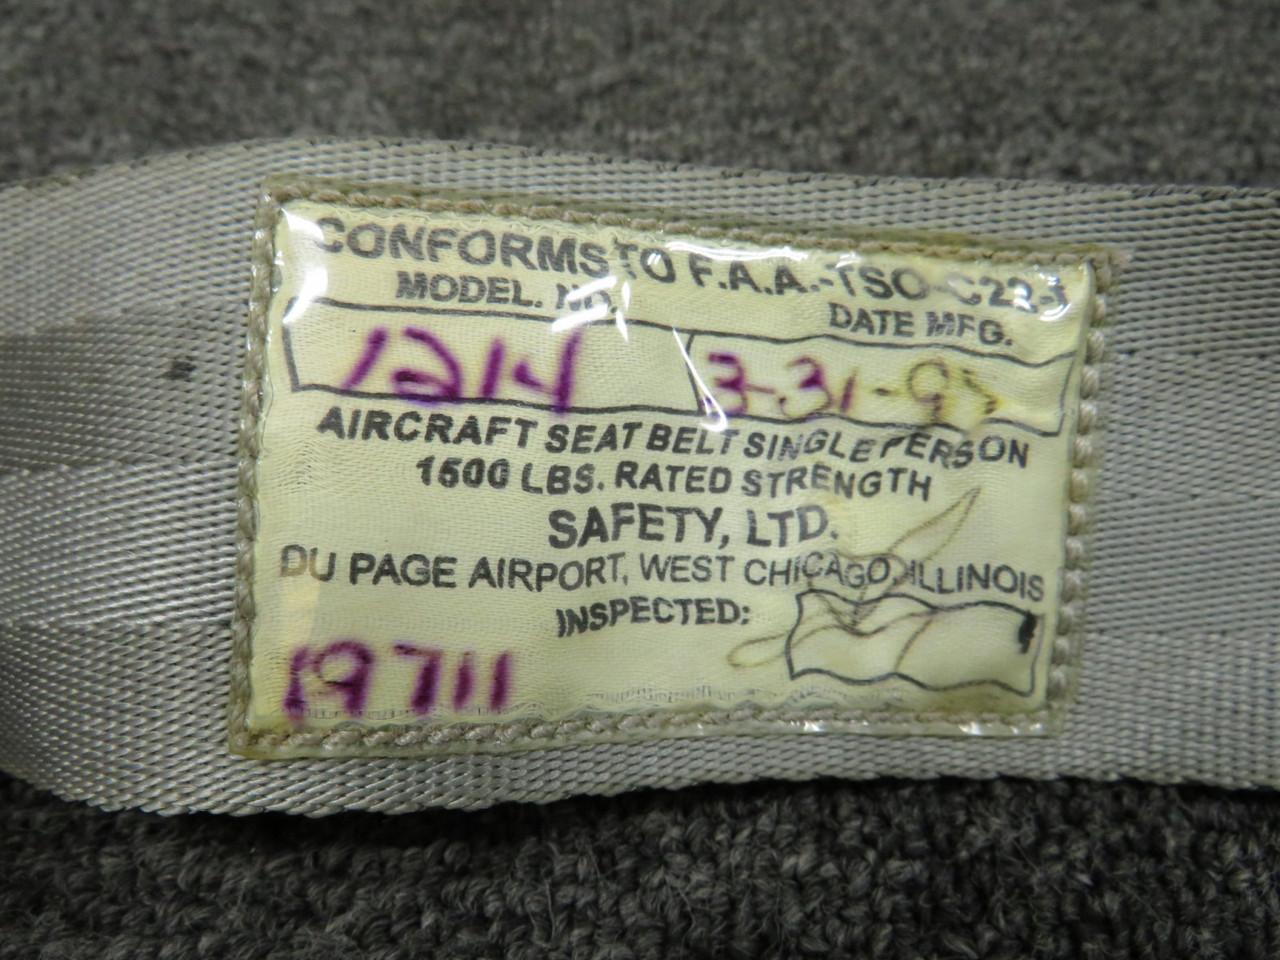 CONFORMS TO F.A.A.-TSO-C22-f
MODEL. NO.
DATE MFG.
1214 3-31-95
AIRCRAFT SEAT BELT SINGLE PERSON
1500 LBS. RATED STRENGTH
SAFETY, LTD.
DU PAGE AIRPORT, WEST CHICAGO, ILLINOIS
INSPECTED:
19711